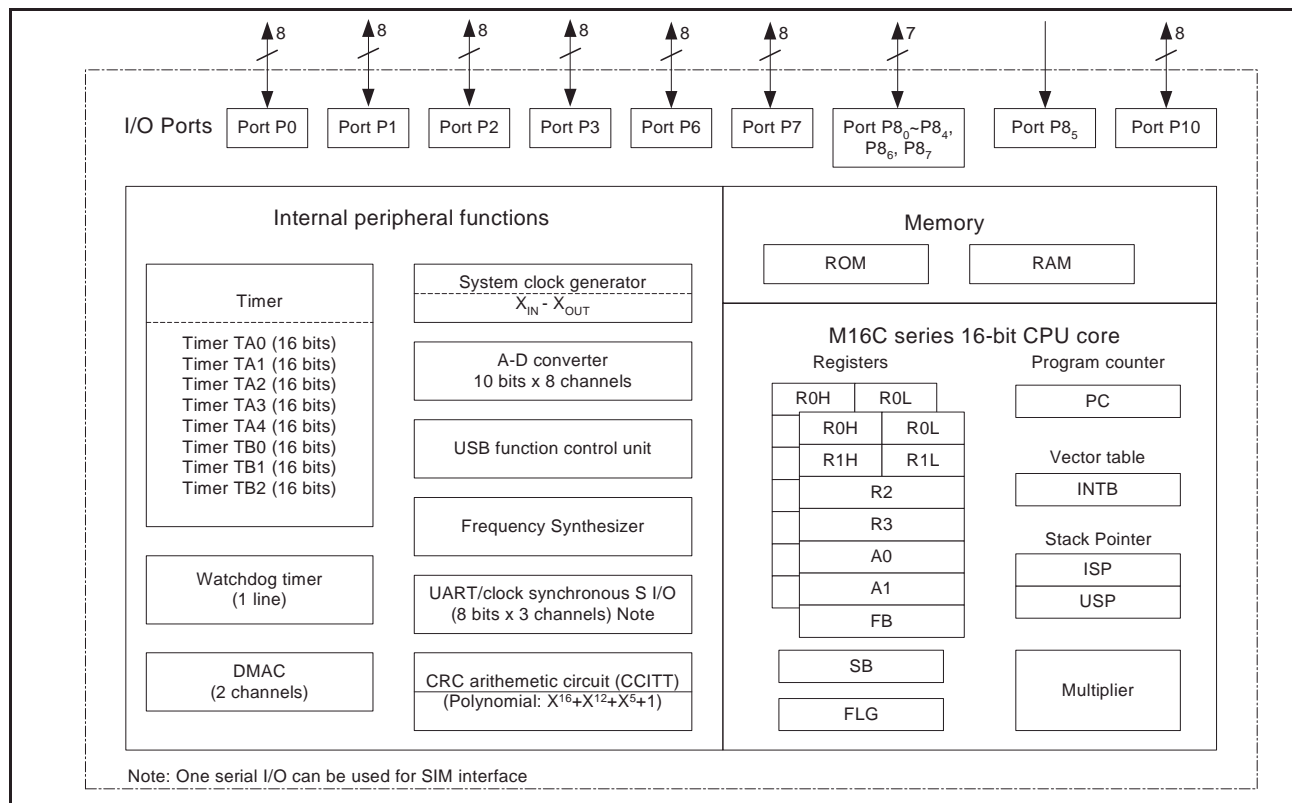 8 8 8 8 8 8 7 8
I/O Ports
Port P0
Port P1
Port P2
Port P3
Port P6
Port P7
Port P8₀~P8₄,
P8₆, P8₇
Port P8₅
Port P10
Internal peripheral functions
Timer
Timer TA0 (16 bits)
Timer TA1 (16 bits)
Timer TA2 (16 bits)
Timer TA3 (16 bits)
Timer TA4 (16 bits)
Timer TB0 (16 bits)
Timer TB1 (16 bits)
Timer TB2 (16 bits)
Watchdog timer
(1 line)
DMAC
(2 channels)
System clock generator
X_IN - X_OUT
A-D converter
10 bits x 8 channels
USB function control unit
Frequency Synthesizer
UART/clock synchronous S I/O
(8 bits x 3 channels) Note
CRC arithemetic circuit (CCITT)
(Polynomial: X¹⁶+X¹²+X⁵+1)
Memory
ROM
RAM
M16C series 16-bit CPU core
Registers
R0H R0L
R0H R0L
R1H R1L
R2
R3
A0
A1
FB
SB
FLG
Program counter
PC
Vector table
INTB
Stack Pointer
ISP
USP
Multiplier
Note: One serial I/O can be used for SIM interface